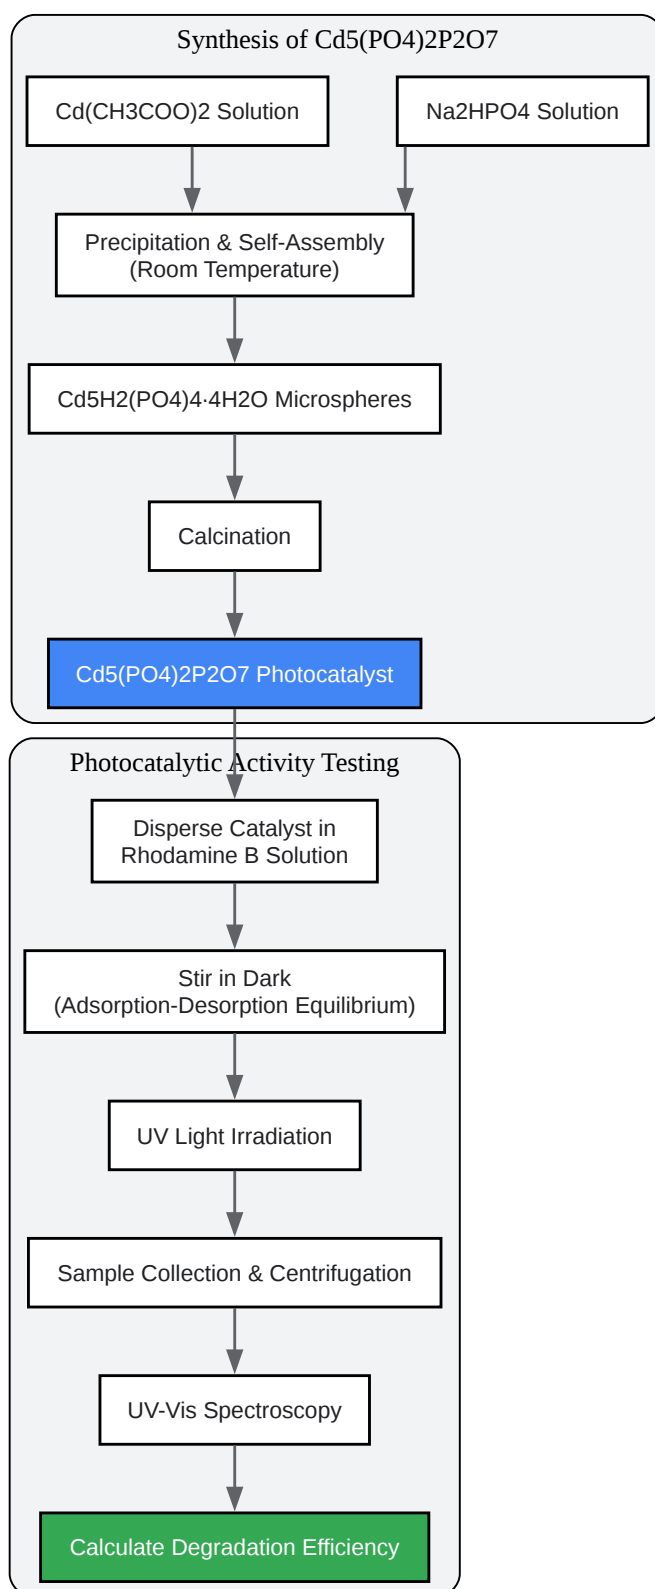 Synthesis of Cd5(PO4)2P2O7
Cd(CH3COO)2 Solution
Na2HPO4 Solution
Precipitation & Self-Assembly
(Room Temperature)
Cd5H2(PO4)4·4H2O Microspheres
Calcination
Cd5(PO4)2P2O7 Photocatalyst
Photocatalytic Activity Testing
Disperse Catalyst in
Rhodamine B Solution
Stir in Dark
(Adsorption-Desorption Equilibrium)
UV Light Irradiation
Sample Collection & Centrifugation
UV-Vis Spectroscopy
Calculate Degradation Efficiency